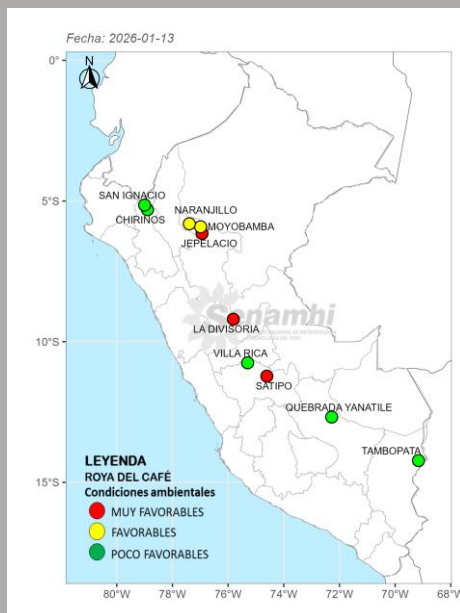 Fecha: 2026-01-13
N
0°
5°S
10°S
15°S
SAN IGNACIO
CHIRINOS
NARANJILLO
MOYOBAMBA
JEPELACIO
Senamhi
LA DIVISORIA
VILLA RICA
SATIPO
QUEBRADA YANATILE
TAMBOPATA
LEYENDA
ROYA DEL CAFÉ
Condiciones ambientales
MUY FAVORABLES
FAVORABLES
POCO FAVORABLES
80°W 78°W 76°W 74°W 72°W 70°W 68°W